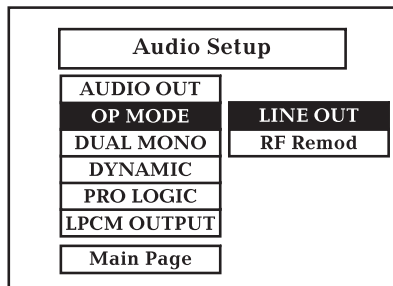 Audio Setup
AUDIO OUT
OP MODE
LINE OUT
DUAL MONO
RF Remod
DYNAMIC
PRO LOGIC
LPCM OUTPUT
Main Page